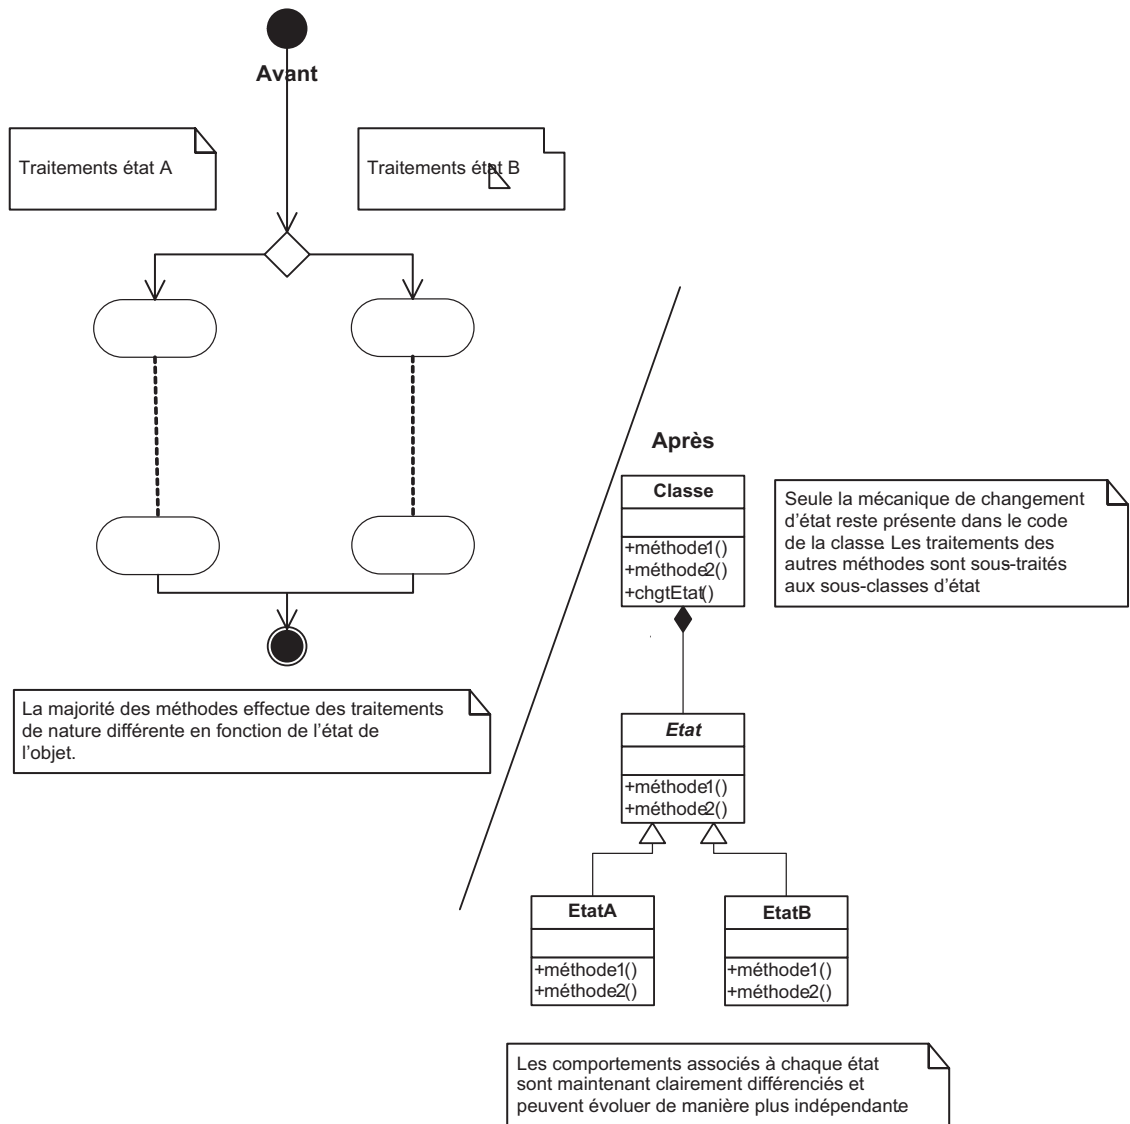 Avant
Traitements état A
Traitements état B
La majorité des méthodes effectue des traitements
de nature différente en fonction de l'état de
l'objet.
Après
Classe
+méthode1()
+méthode2()
+chgtEtat()
Seule la mécanique de changement
d'état reste présente dans le code
de la classe. Les traitements des
autres méthodes sont sous-traités
aux sous-classes d'état
Etat
+méthode1()
+méthode2()
EtatA
+méthode1()
+méthode2()
EtatB
+méthode1()
+méthode2()
Les comportements associés à chaque état
sont maintenant clairement différenciés et
peuvent évoluer de manière plus indépendante.